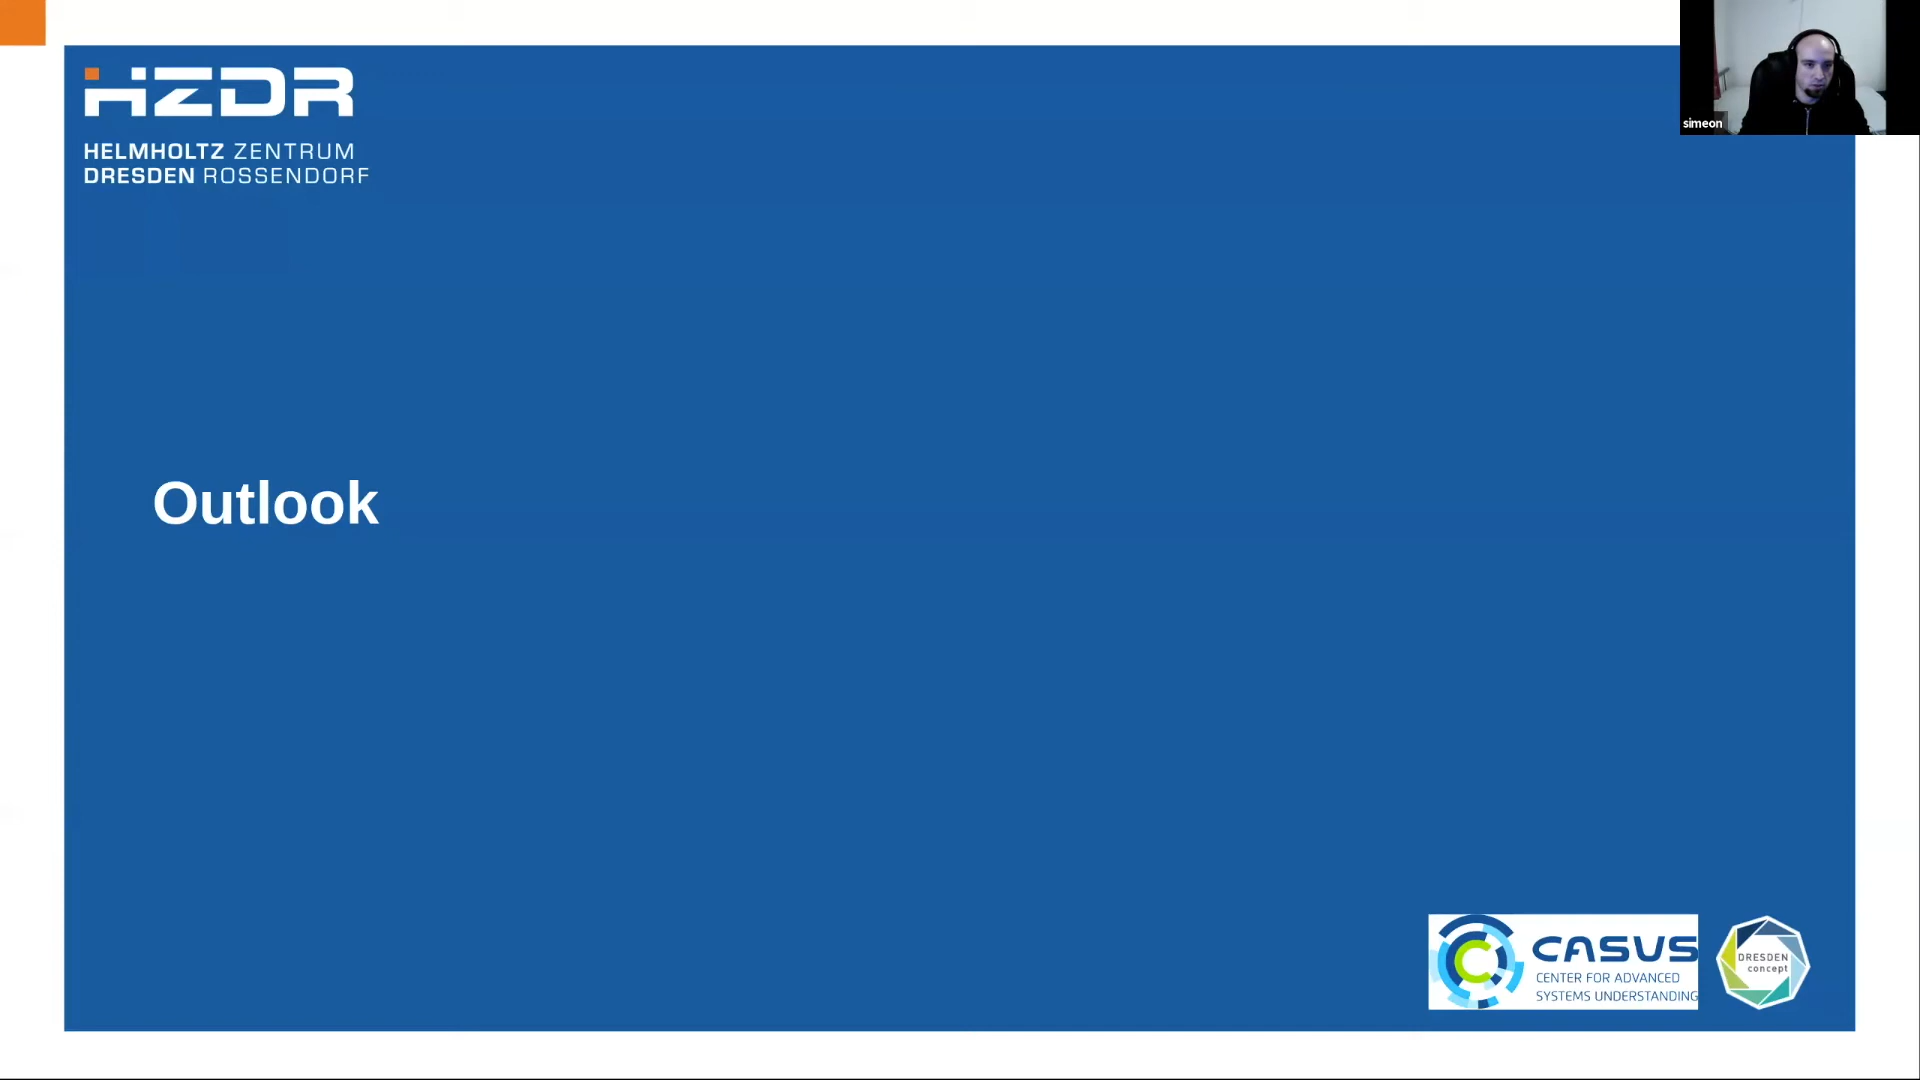 HZDR
simeon
HELMHOLTZ ZENTRUM
DRESDEN ROSSENDORF
Outlook
CASUS
CENTER FOR ADVANCED
SYSTEMS UNDERSTANDING
DRESDEN
concept